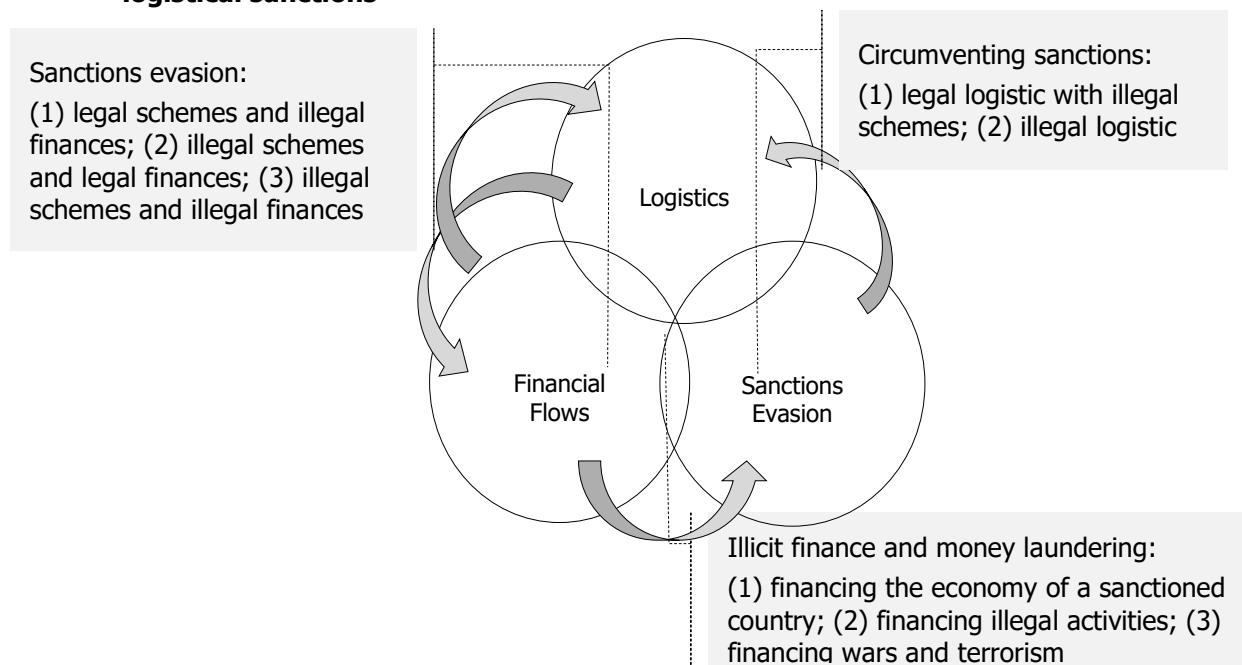 logistical sanctions
Sanctions evasion:
(1) legal schemes and illegal
finances; (2) illegal schemes
and legal finances; (3) illegal
schemes and illegal finances
Circumventing sanctions:
(1) legal logistic with illegal
schemes; (2) illegal logistic
Logistics
Financial
Flows
Sanctions
Evasion
Illicit finance and money laundering:
(1) financing the economy of a sanctioned
country; (2) financing illegal activities; (3)
financing wars and terrorism